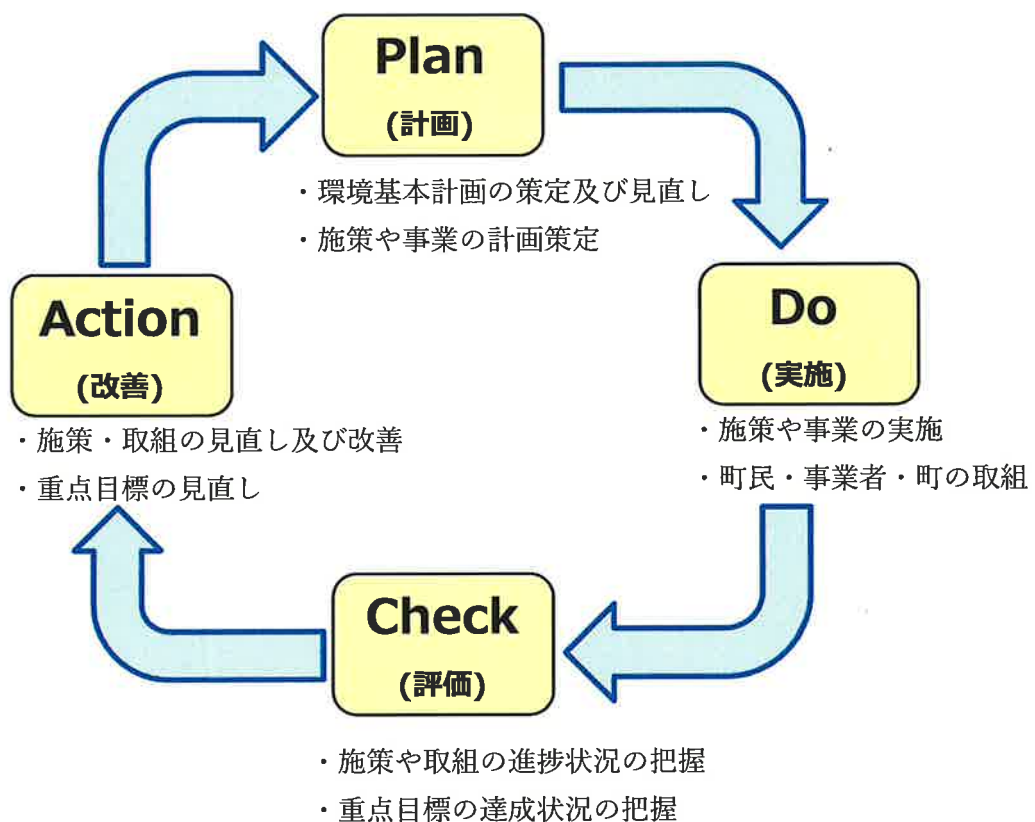 Plan
(計画)
・環境基本計画の策定及び見直し
・施策や事業の計画策定
Do
(実施)
・施策や事業の実施
・町民・事業者・町の取組
Check
(評価)
・施策や取組の進捗状況の把握
・重点目標の達成状況の把握
Action
(改善)
・施策・取組の見直し及び改善
・重点目標の見直し